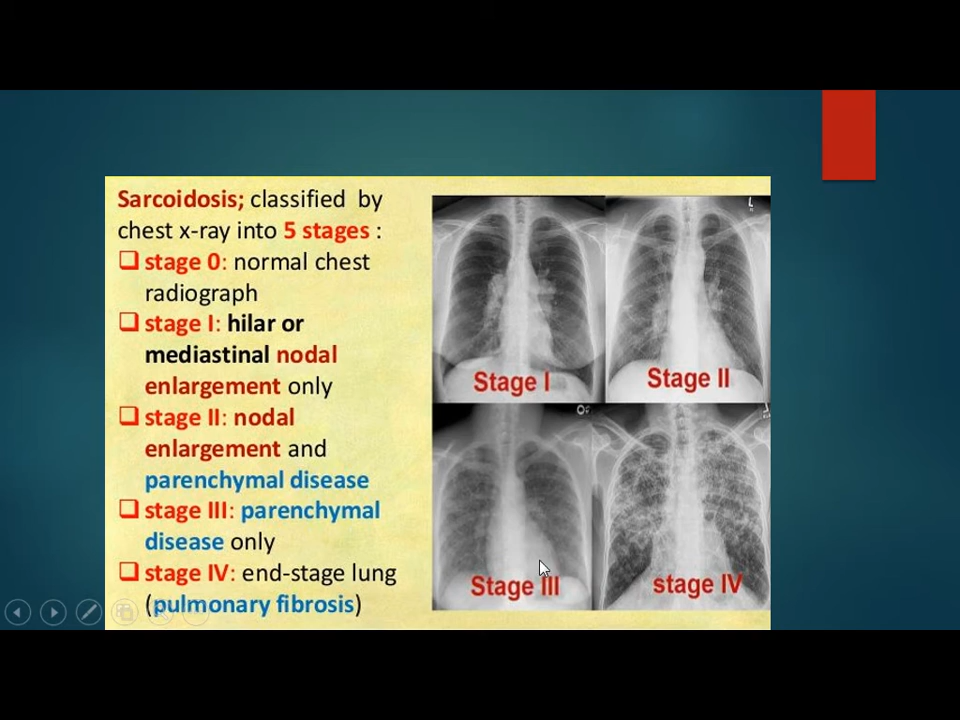 Sarcoidosis; classified by
chest x-ray into 5 stages :
stage 0: normal chest
radiograph
stage I: hilar or
mediastinal nodal
enlargement only
stage II: nodal
enlargement and
parenchymal disease
stage III: parenchymal
disease only
stage IV: end-stage lung
(pulmonary fibrosis)
L
Stage I
Stage II
Stage III
stage IV